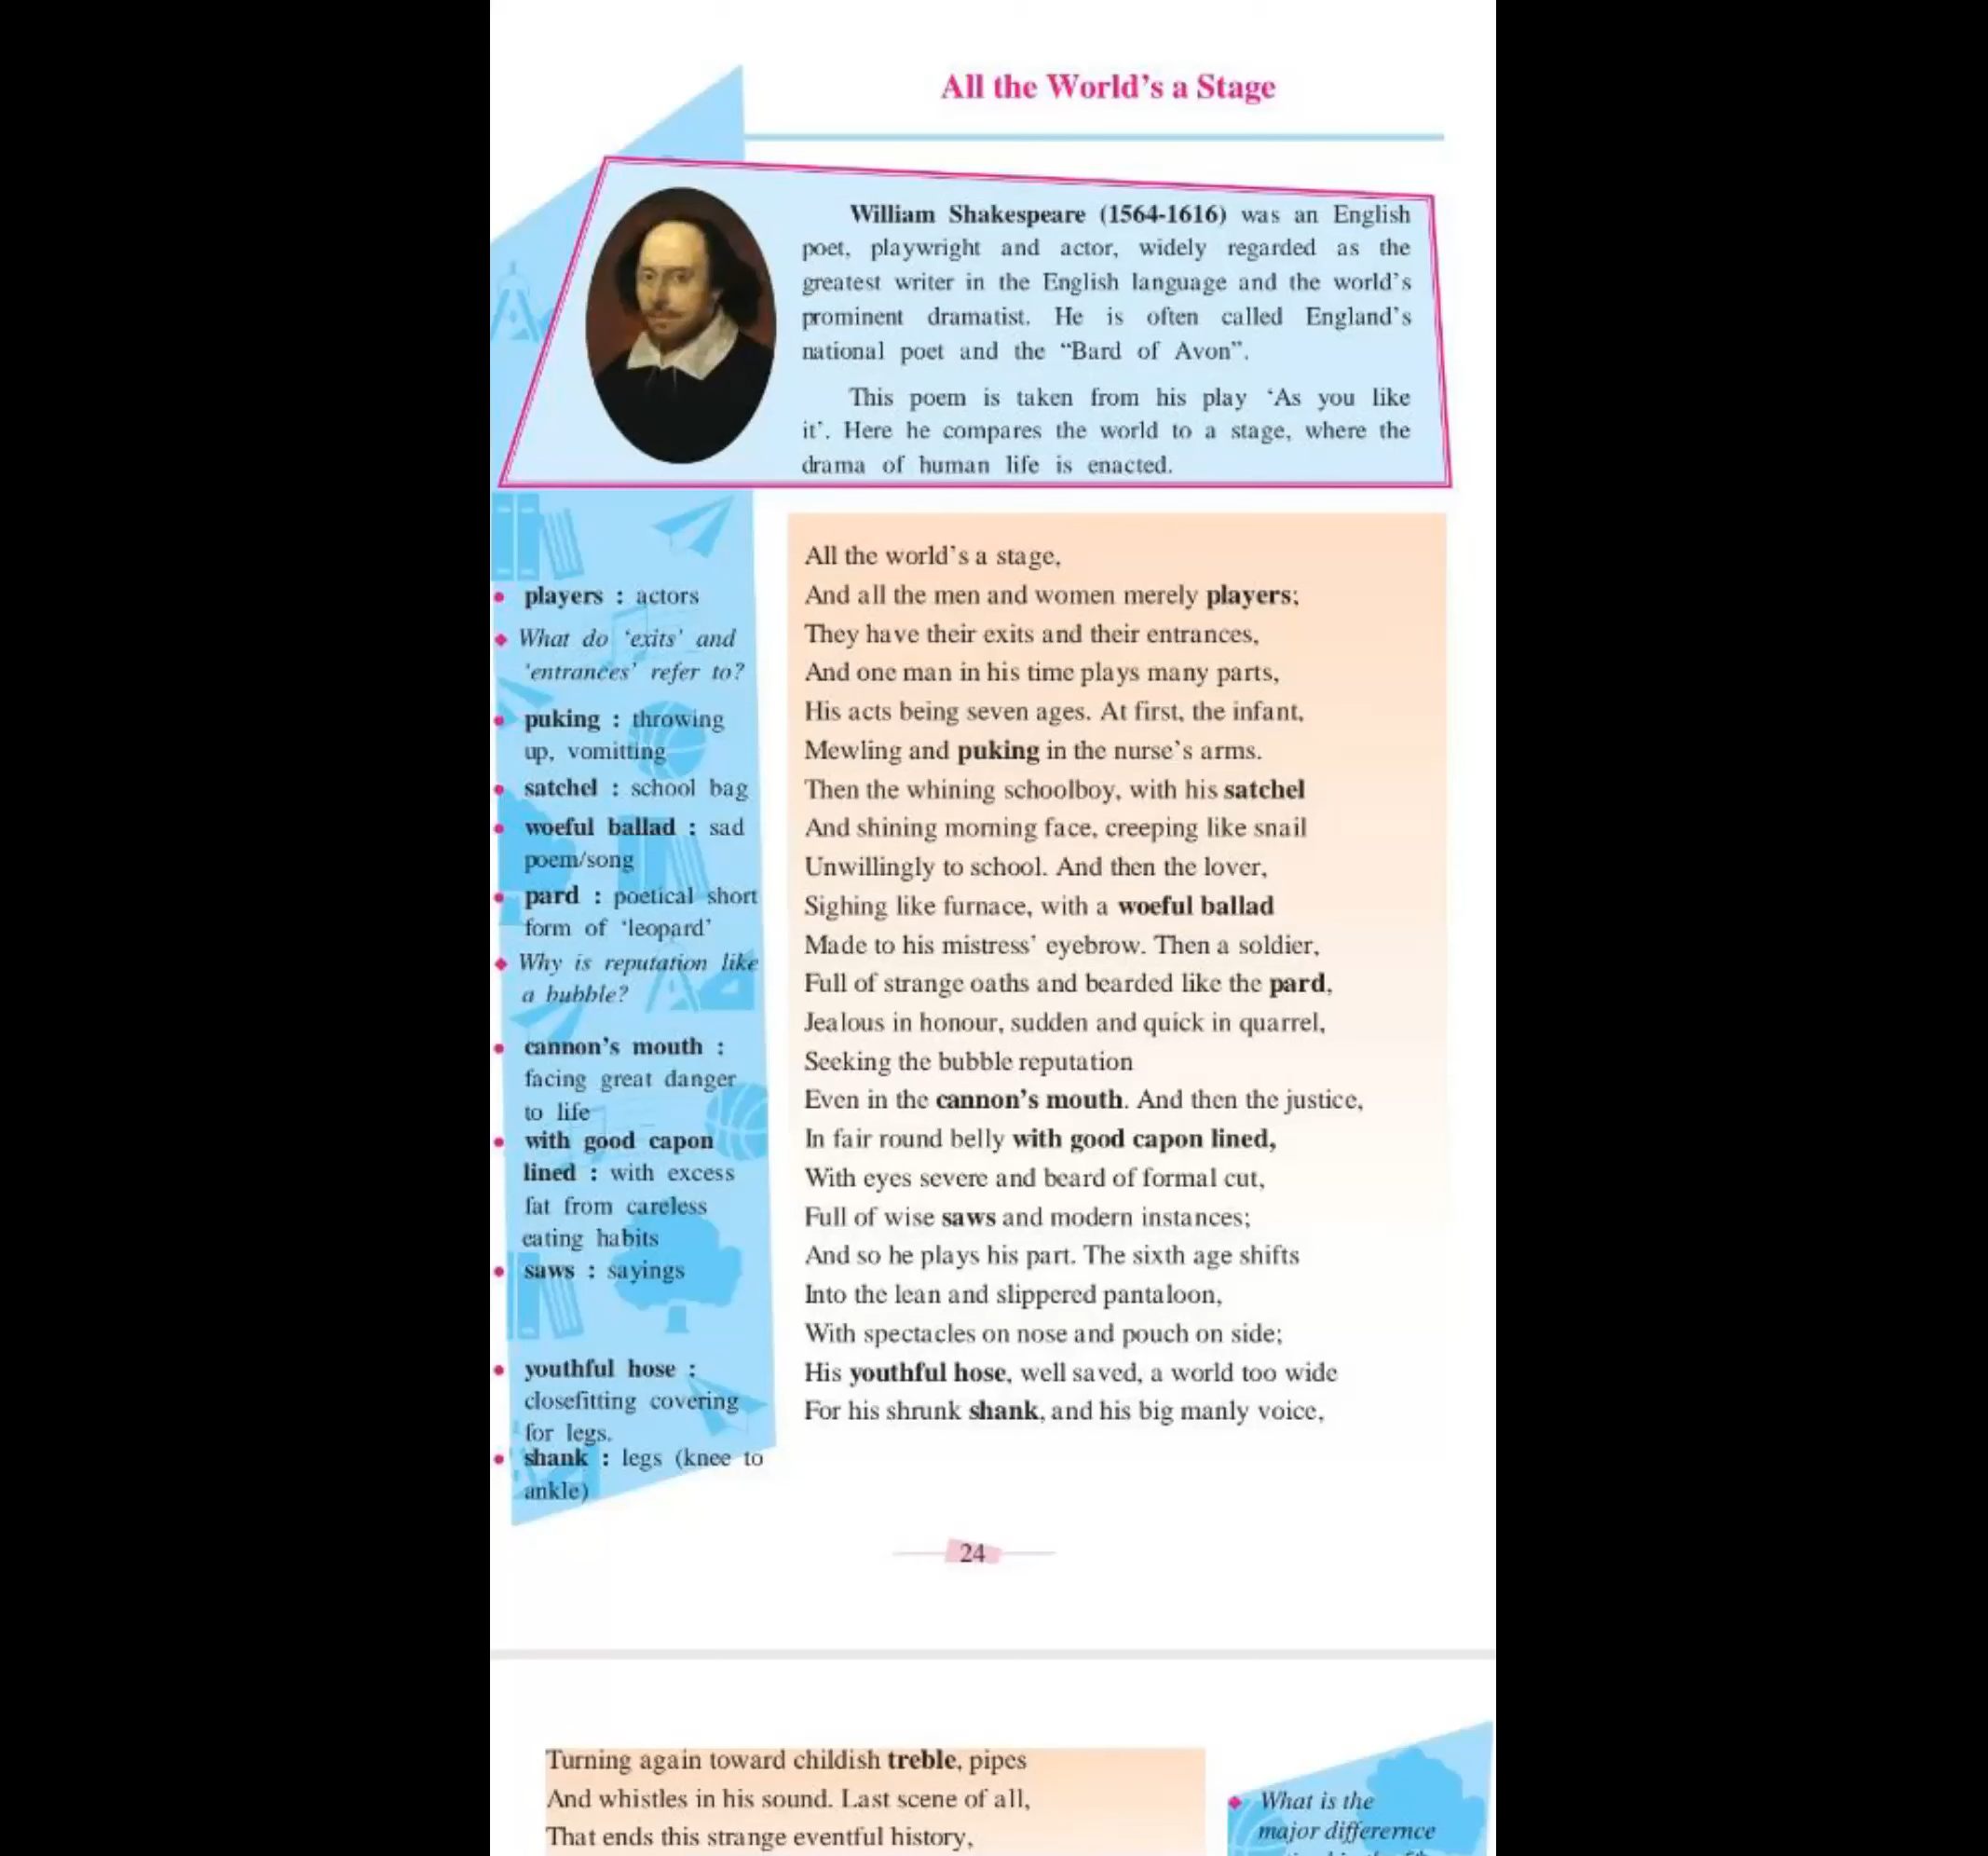 All the World's a Stage
William Shakespeare (1564-1616) was an English
poet, playwright and actor, widely regarded as the
greatest writer in the English language and the world's
prominent dramatist. He is often called England's
national poet and the “Bard of Avon”.
This poem is taken from his play ‘As you like
it’. Here he compares the world to a stage, where the
drama of human life is enacted.
• players : actors
◆ What do ‘exits’ and
‘entrances’ refer to?
• puking : throwing
up, vomitting
• satchel : school bag
• woeful ballad : sad
poem/song
• pard : poetical short
form of ‘leopard’
◆ Why is reputation like
a bubble?
• cannon's mouth :
facing great danger
to life
• with good capon
lined : with excess
fat from careless
eating habits
• saws : sayings
• youthful hose :
closefitting covering
for legs.
• shank : legs (knee to
ankle)
All the world's a stage,
And all the men and women merely players;
They have their exits and their entrances,
And one man in his time plays many parts,
His acts being seven ages. At first, the infant,
Mewling and puking in the nurse's arms.
Then the whining schoolboy, with his satchel
And shining morning face, creeping like snail
Unwillingly to school. And then the lover,
Sighing like furnace, with a woeful ballad
Made to his mistress' eyebrow. Then a soldier,
Full of strange oaths and bearded like the pard,
Jealous in honour, sudden and quick in quarrel,
Seeking the bubble reputation
Even in the cannon's mouth. And then the justice,
In fair round belly with good capon lined,
With eyes severe and beard of formal cut,
Full of wise saws and modern instances;
And so he plays his part. The sixth age shifts
Into the lean and slippered pantaloon,
With spectacles on nose and pouch on side;
His youthful hose, well saved, a world too wide
For his shrunk shank, and his big manly voice,
24
Turning again toward childish treble, pipes
And whistles in his sound. Last scene of all,
That ends this strange eventful history,
◆ What is the
major differernce